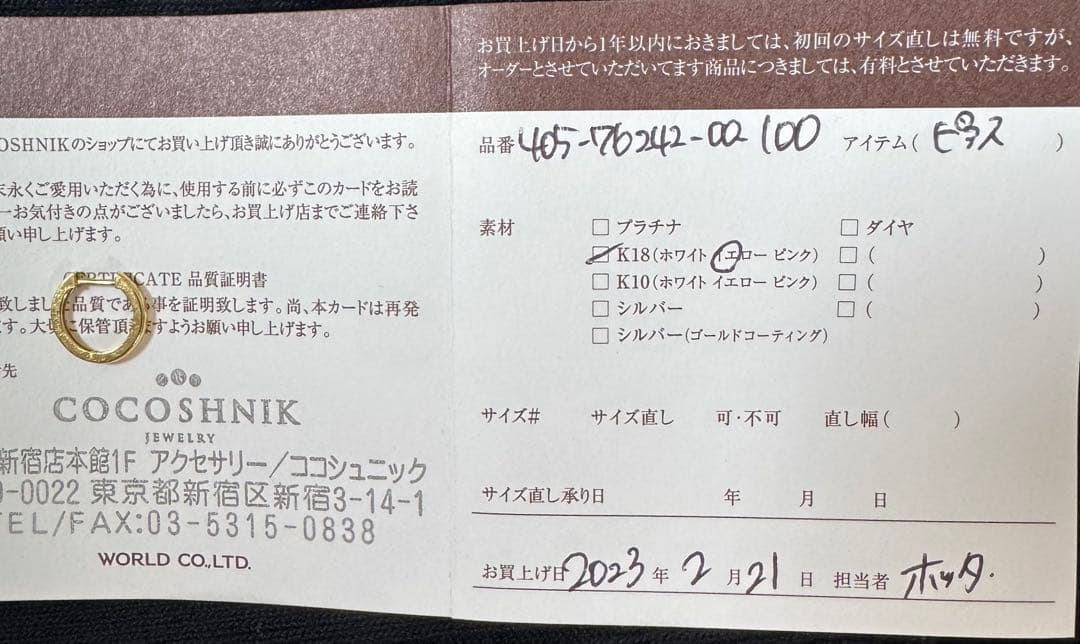 OSHNIKのショップにてお買い上げ頂き誠にありがとうございます。
末永くご愛用いただく為に、使用する前に必ずこのカードをお読
一お気付きの点がございましたら、お買上げ店までご連絡下さ
願い申し上げます。
CERTIFICATE 品質証明書
致しました品質である事を証明致します。尚、本カードは再発
ます。大切に保管頂きますようお願い申し上げます。
先
COCOSHNIK
JEWELRY
新宿店本館1F アクセサリー/ココシュニック
0-0022 東京都新宿区新宿3-14-1
TEL/FAX:03-5315-0838
WORLD CO.,LTD.
お買上げ日から1年以内におきましては、初回のサイズ直しは無料ですが、
オーダーとさせていただいてます商品につきましては、有料とさせていただきます。
品番 405-76242-02 100 アイテム( ピアス )
素材 □ プラチナ □ ダイヤ
☑ K18(ホワイト イエロー ピンク) □ ( )
□ K10(ホワイト イエロー ピンク) □ ( )
□ シルバー □ ( )
□ シルバー(ゴールドコーティング)
サイズ# サイズ直し 可・不可 直し幅( )
サイズ直し承り日 年 月 日
お買上げ日 2023 年 2 月 21 日 担当者 ホッタ.